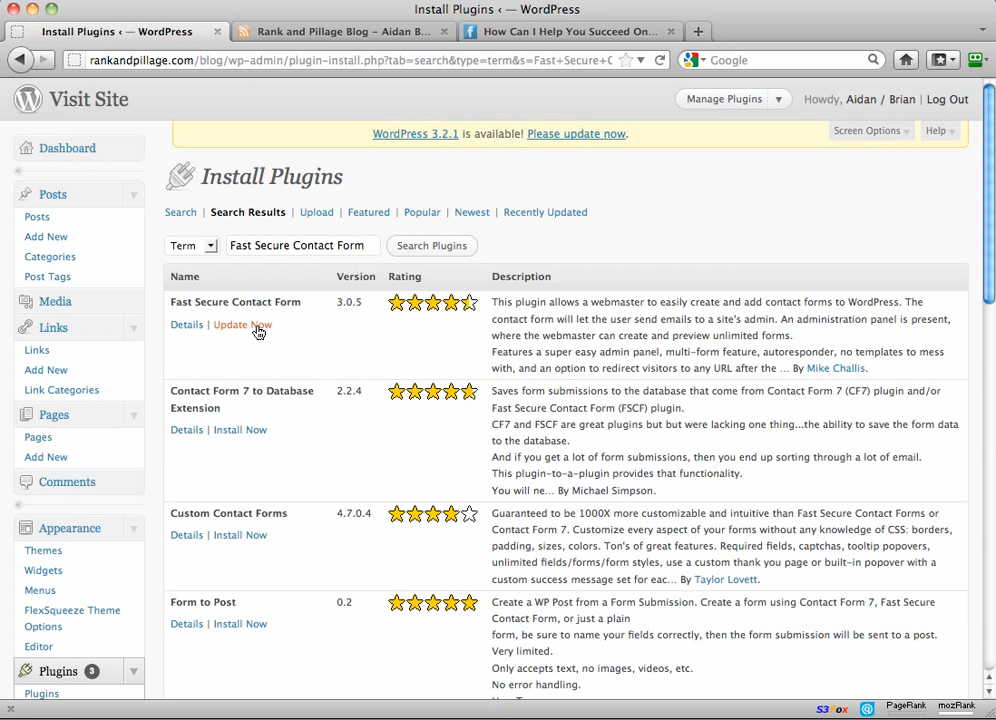 Install Plugins ‹ — WordPress
Install Plugins ‹ — WordPress
Rank and Pillage Blog – Aidan B...
How Can I Help You Succeed On...
rankandpillage.com/blog/wp-admin/plugin-install.php?tab=search&type=term&s=Fast+Secure+C
Google
Visit Site
Manage Plugins
Howdy, Aidan / Brian | Log Out
WordPress 3.2.1 is available! Please update now.
Screen Options
Help
Dashboard
Posts
Posts
Add New
Categories
Post Tags
Media
Links
Links
Add New
Link Categories
Pages
Pages
Add New
Comments
Appearance
Themes
Widgets
Menus
FlexSqueeze Theme
Options
Editor
Plugins 3
Plugins
Install Plugins
Search | Search Results | Upload | Featured | Popular | Newest | Recently Updated
Term
Fast Secure Contact Form
Search Plugins
Name Version Rating Description
Fast Secure Contact Form
Details | Update Now
3.0.5
This plugin allows a webmaster to easily create and add contact forms to WordPress. The
contact form will let the user send emails to a site's admin. An administration panel is present,
where the webmaster can create and preview unlimited forms.
Features a super easy admin panel, multi-form feature, autoresponder, no templates to mess
with, and an option to redirect visitors to any URL after the ... By Mike Challis.
Contact Form 7 to Database
Extension
Details | Install Now
2.2.4
Saves form submissions to the database that come from Contact Form 7 (CF7) plugin and/or
Fast Secure Contact Form (FSCF) plugin.
CF7 and FSCF are great plugins but but were lacking one thing...the ability to save the form data
to the database.
And if you get a lot of form submissions, then you end up sorting through a lot of email.
This plugin-to-a-plugin provides that functionality.
You will ne... By Michael Simpson.
Custom Contact Forms
Details | Install Now
4.7.0.4
Guaranteed to be 1000X more customizable and intuitive than Fast Secure Contact Forms or
Contact Form 7. Customize every aspect of your forms without any knowledge of CSS: borders,
padding, sizes, colors. Ton's of great features. Required fields, captchas, tooltip popovers,
unlimited fields/forms/form styles, use a custom thank you page or built-in popover with a
custom success message set for eac... By Taylor Lovett.
Form to Post
Details | Install Now
0.2
Create a WP Post from a Form Submission. Create a form using Contact Form 7, Fast Secure
Contact Form, or just a plain
form, be sure to name your fields correctly, then the form submission will be sent to a post.
Very limited.
Only accepts text, no images, videos, etc.
No error handling.
S3Fox
PageRank
mozRank